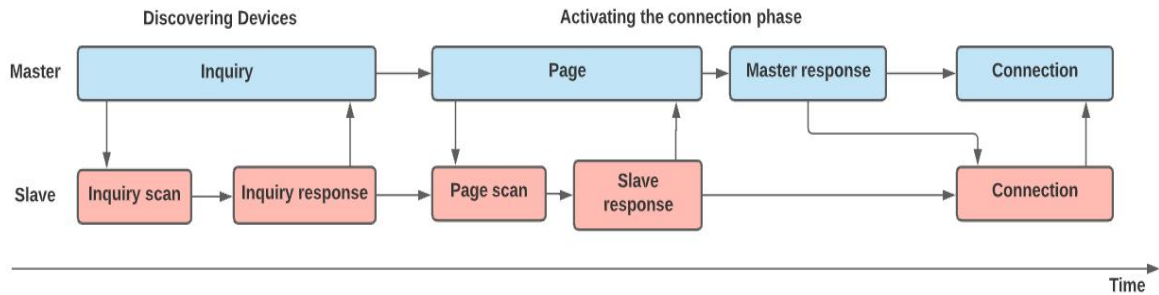 Discovering Devices
Activating the connection phase
Master
Inquiry
Page
Master response
Connection
Slave
Inquiry scan
Inquiry response
Page scan
Slave
response
Connection
Time